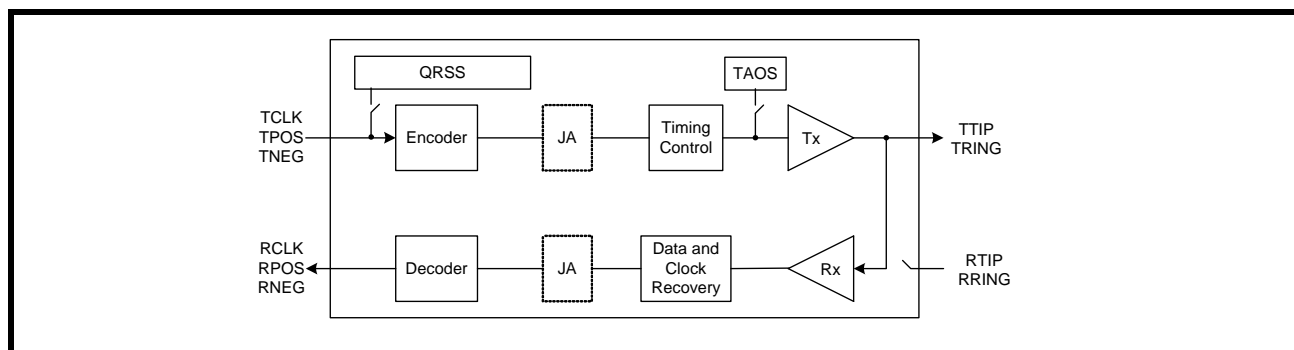 QRSS
TAOS
TCLK
TPOS
TNEG
Encoder
JA
Timing
Control
Tx
TTIP
TRING
RCLK
RPOS
RNEG
Decoder
JA
Data and
Clock
Recovery
Rx
RTIP
RRING